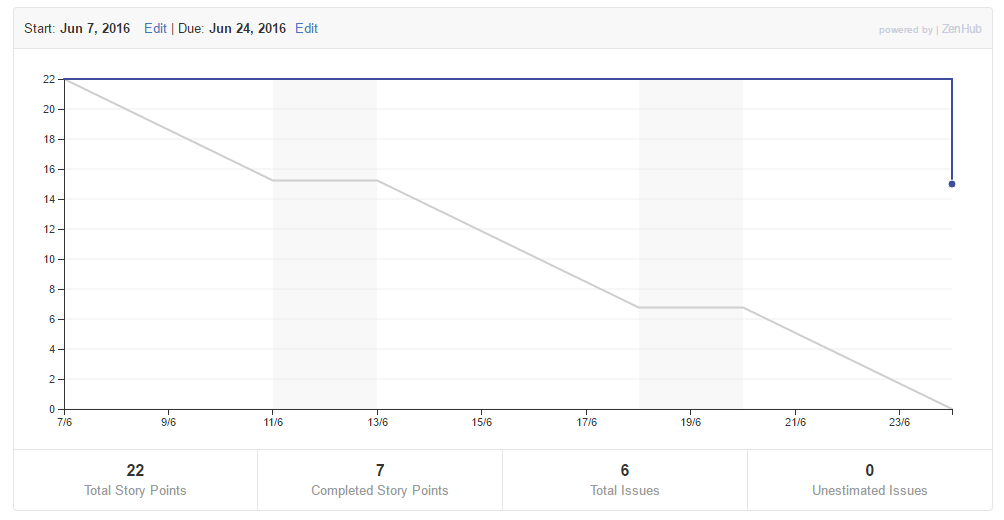 Start: Jun 7, 2016 Edit | Due: Jun 24, 2016 Edit
powered by | ZenHub
22
20
18
16
14
12
10
8
6
4
2
0
7/6 9/6 11/6 13/6 15/6 17/6 19/6 21/6 23/6
22 7 6 0
Total Story Points Completed Story Points Total Issues Unestimated Issues